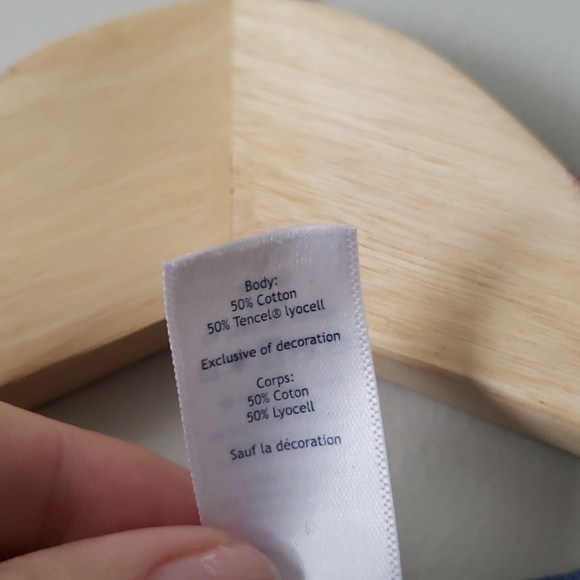 Body:
50% Cotton
50% Tencel® lyocell
Exclusive of decoration
Corps:
50% Coton
50% Lyocell
Sauf la décoration